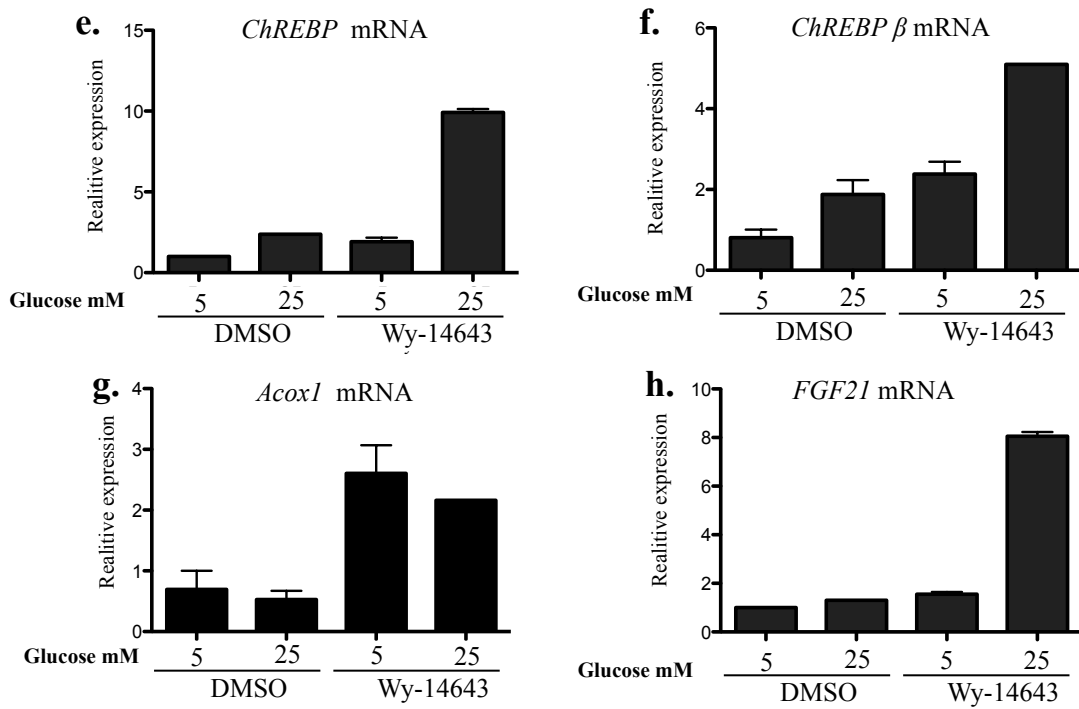 e.
ChREBP mRNA
Realitive expression
15
10
5
0
Glucose mM
5 25 5 25
DMSO Wy-14643
f.
ChREBP β mRNA
Realitive expression
6
4
2
0
5 25 5 25
DMSO Wy-14643
g.
Acox1 mRNA
Realitive expression
4
3
2
1
0
Glucose mM
5 25 5 25
DMSO Wy-14643
h.
FGF21 mRNA
Realitive expression
10
8
6
4
2
0
Glucose mM
5 25 5 25
DMSO Wy-14643